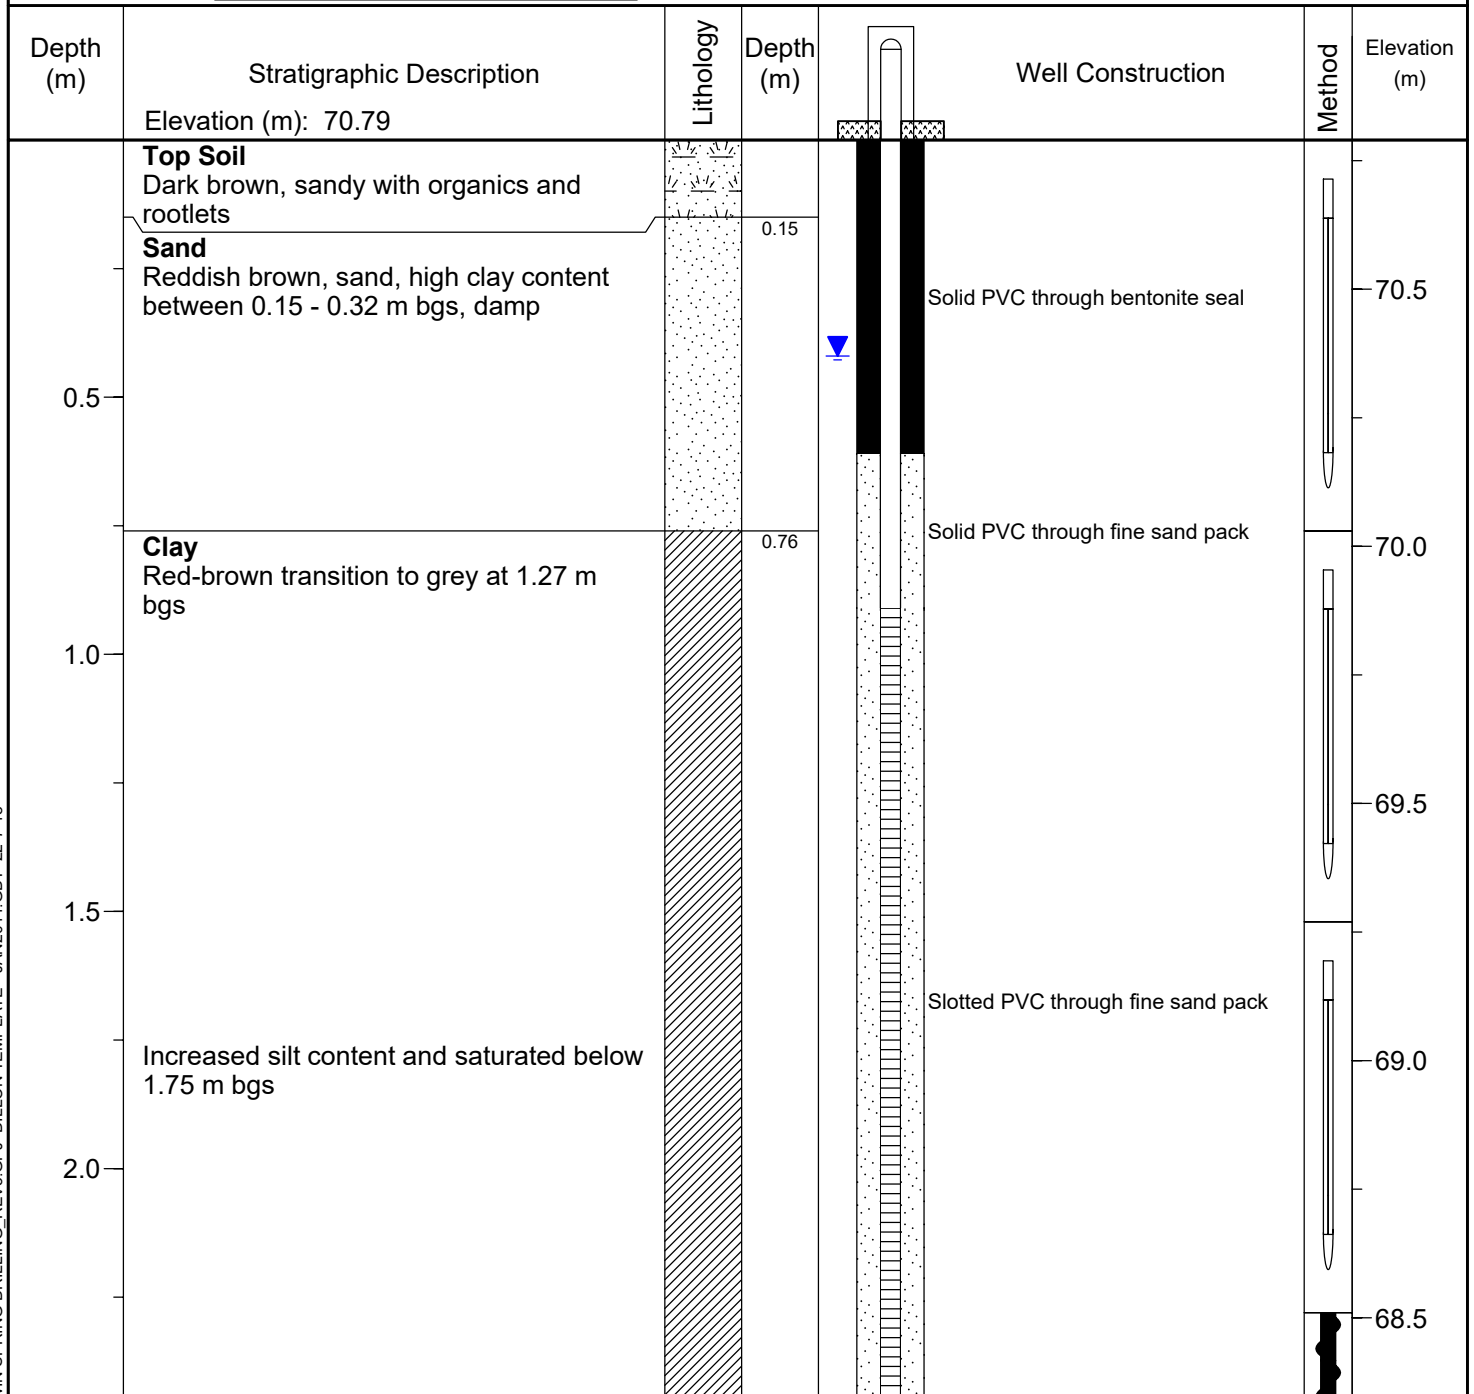 Depth
(m)
Stratigraphic Description
Elevation (m): 70.79
Lithology
Depth
(m)
Well Construction
Method
Elevation
(m)
Top Soil
Dark brown, sandy with organics and
rootlets
0.15
Sand
Reddish brown, sand, high clay content
between 0.15 - 0.32 m bgs, damp
Solid PVC through bentonite seal
70.5
0.5
Solid PVC through fine sand pack
0.76
70.0
Clay
Red-brown transition to grey at 1.27 m
bgs
1.0
69.5
1.5
Slotted PVC through fine sand pack
Increased silt content and saturated below
1.75 m bgs
69.0
2.0
68.5